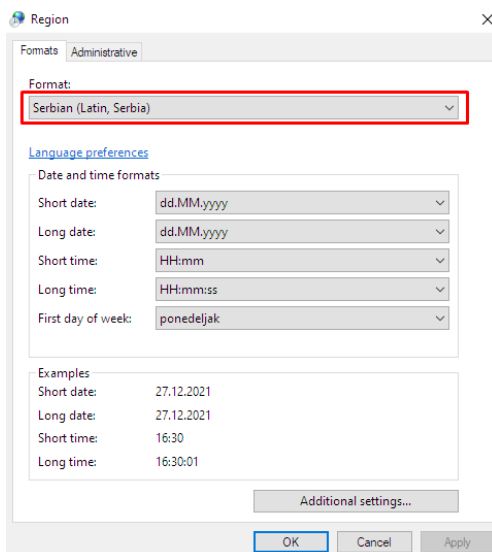 Region
Formats Administrative
Format:
Serbian (Latin, Serbia)
Language preferences
Date and time formats
Short date: dd.MM.yyyy
Long date: dd.MM.yyyy
Short time: HH:mm
Long time: HH:mm:ss
First day of week: ponedeljak
Examples
Short date: 27.12.2021
Long date: 27.12.2021
Short time: 16:30
Long time: 16:30:01
Additional settings...
OK Cancel Apply